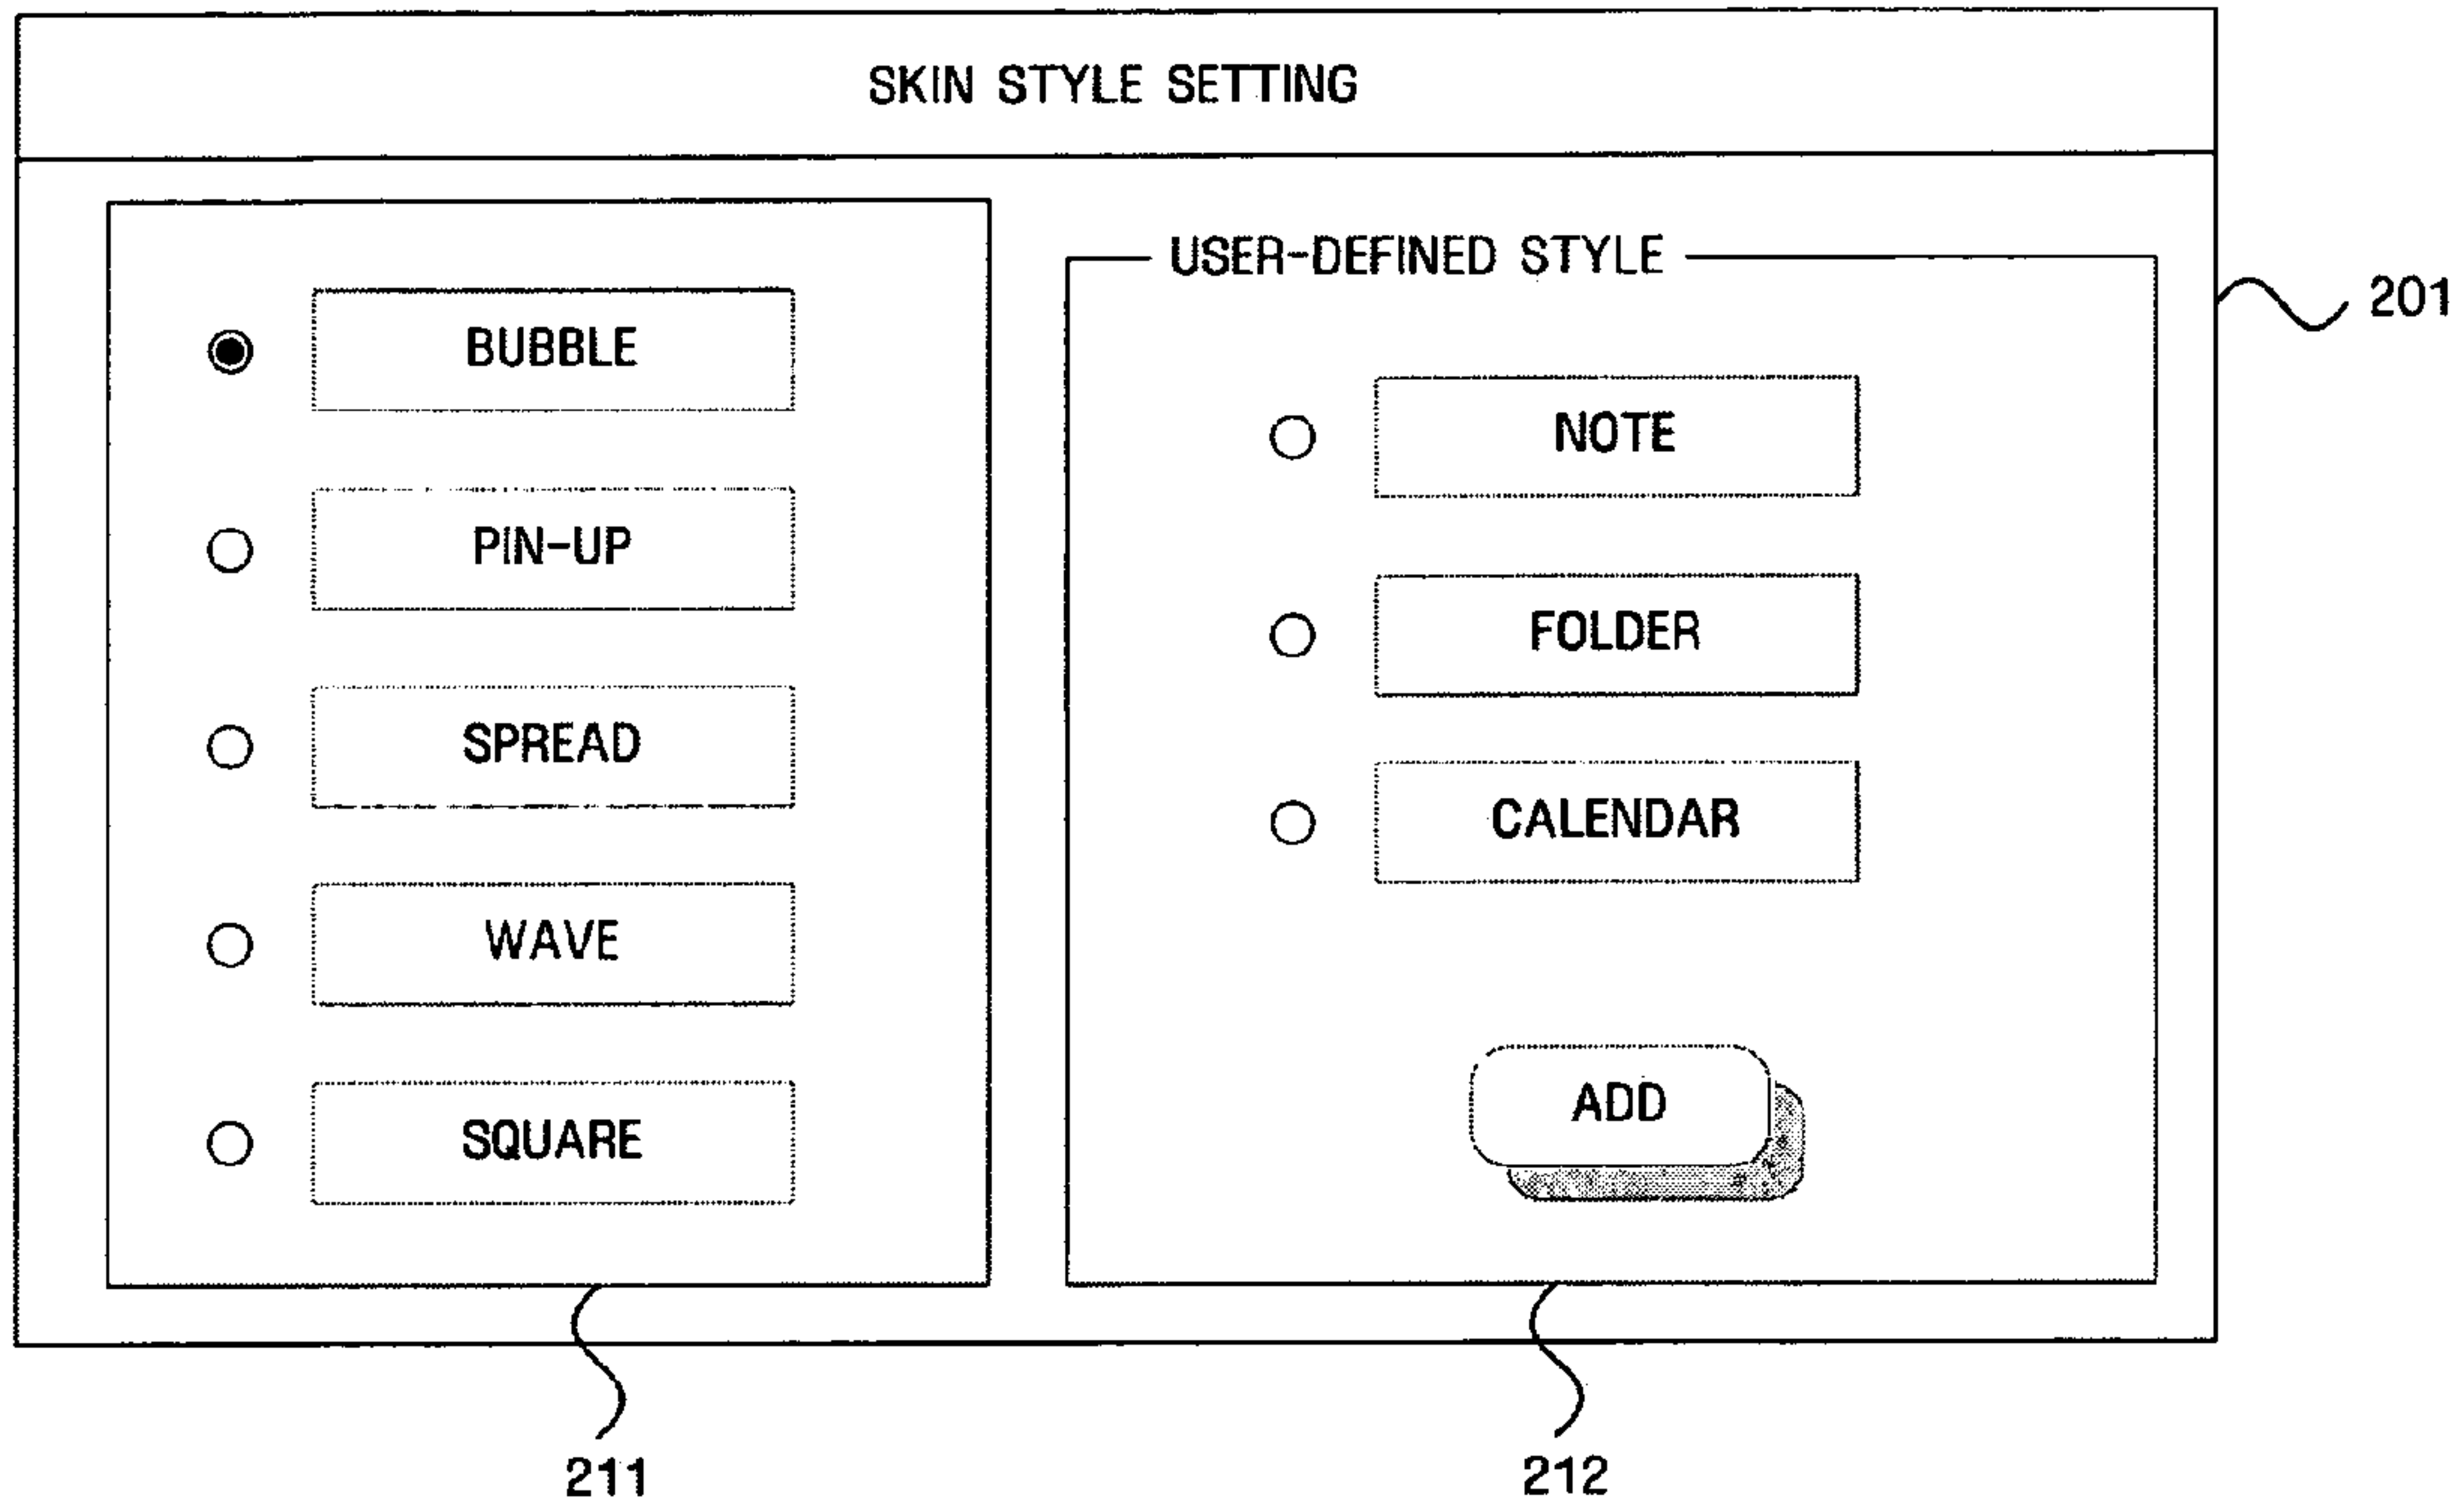 SKIN STYLE SETTING
BUBBLE
PIN-UP
SPREAD
WAVE
SQUARE
USER-DEFINED STYLE
NOTE
FOLDER
CALENDAR
ADD
201
211
212